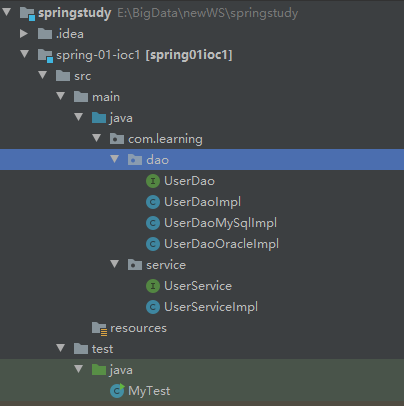 springstudy E:\BigData\newWS\springstudy
.idea
spring-01-ioc1 [spring01ioc1]
src
main
java
com.learning
dao
UserDao
UserDaoImpl
UserDaoMySqlImpl
UserDaoOracleImpl
service
UserService
UserServiceImpl
resources
test
java
MyTest